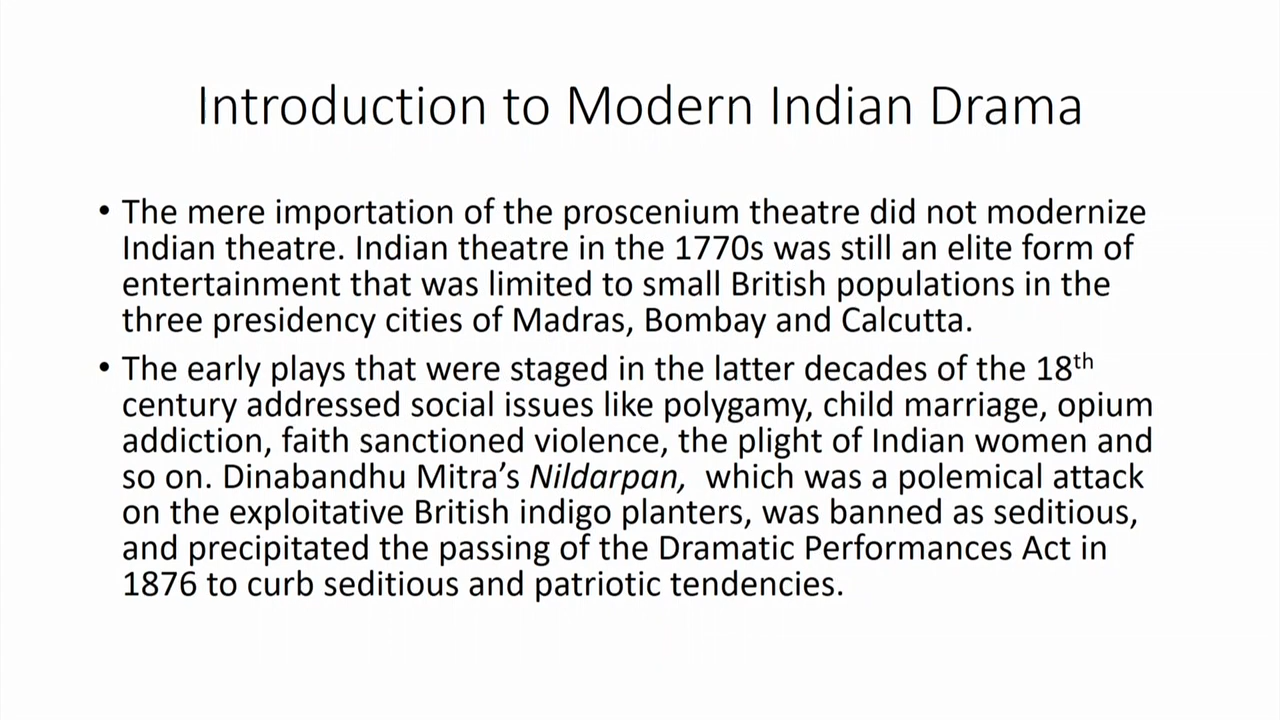 Introduction to Modern Indian Drama
• The mere importation of the proscenium theatre did not modernize
Indian theatre. Indian theatre in the 1770s was still an elite form of
entertainment that was limited to small British populations in the
three presidency cities of Madras, Bombay and Calcutta.
• The early plays that were staged in the latter decades of the 18th
century addressed social issues like polygamy, child marriage, opium
addiction, faith sanctioned violence, the plight of Indian women and
so on. Dinabandhu Mitra’s Nildarpan, which was a polemical attack
on the exploitative British indigo planters, was banned as seditious,
and precipitated the passing of the Dramatic Performances Act in
1876 to curb seditious and patriotic tendencies.